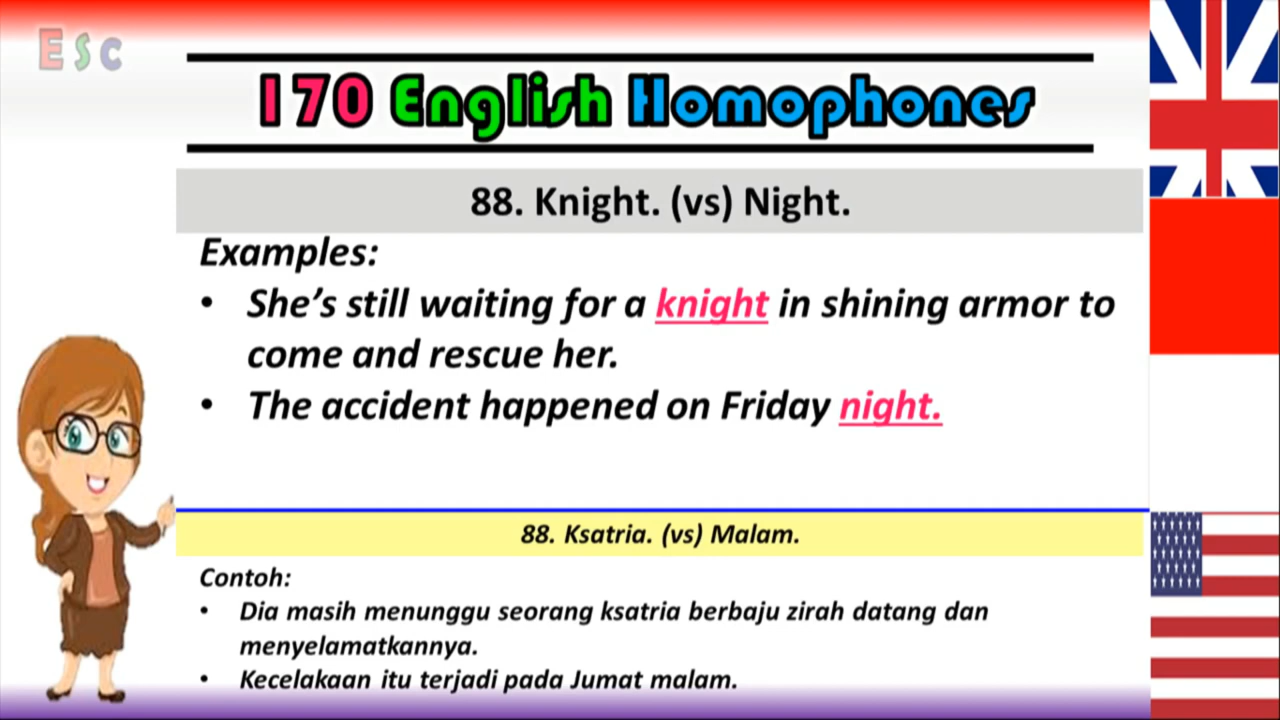 Esc
170 English Homophones
88. Knight. (vs) Night.
Examples:
• She’s still waiting for a knight in shining armor to
come and rescue her.
• The accident happened on Friday night.
88. Ksatria. (vs) Malam.
Contoh:
• Dia masih menunggu seorang ksatria berbaju zirah datang dan
menyelamatkannya.
• Kecelakaan itu terjadi pada Jumat malam.